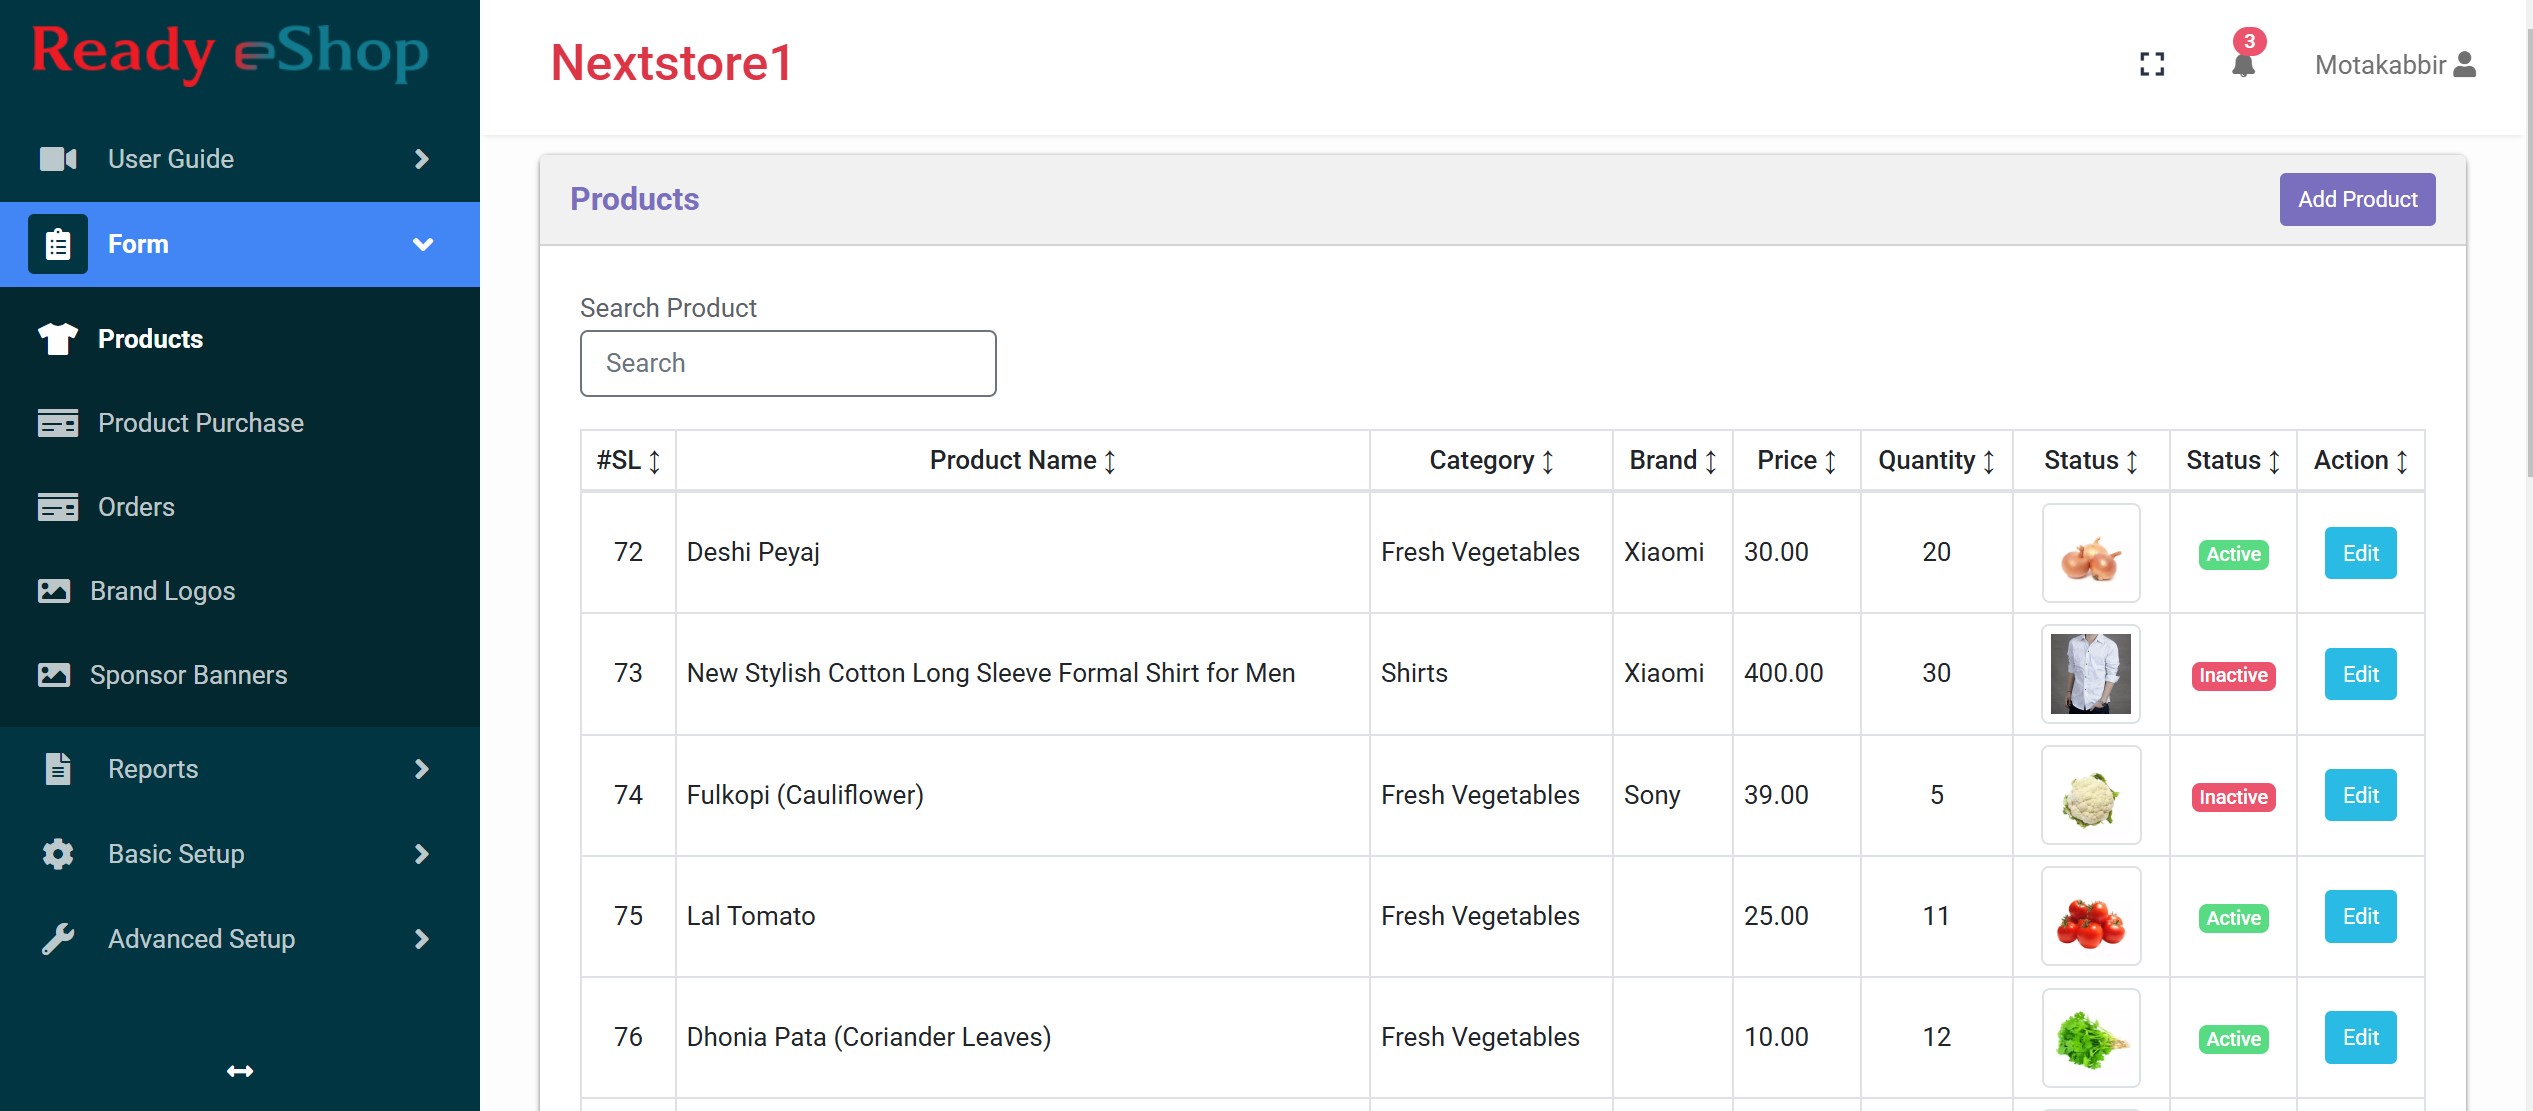 Ready eShop
Nextstore1
3
Motakabbir
User Guide
Form
Products
Product Purchase
Orders
Brand Logos
Sponsor Banners
Reports
Basic Setup
Advanced Setup
Products
Add Product
Search Product
Search
#SL Product Name Category Brand Price Quantity Status Status Action
72 Deshi Peyaj Fresh Vegetables Xiaomi 30.00 20 Active Edit
73 New Stylish Cotton Long Sleeve Formal Shirt for Men Shirts Xiaomi 400.00 30 Inactive Edit
74 Fulkopi (Cauliflower) Fresh Vegetables Sony 39.00 5 Inactive Edit
75 Lal Tomato Fresh Vegetables 25.00 11 Active Edit
76 Dhonia Pata (Coriander Leaves) Fresh Vegetables 10.00 12 Active Edit